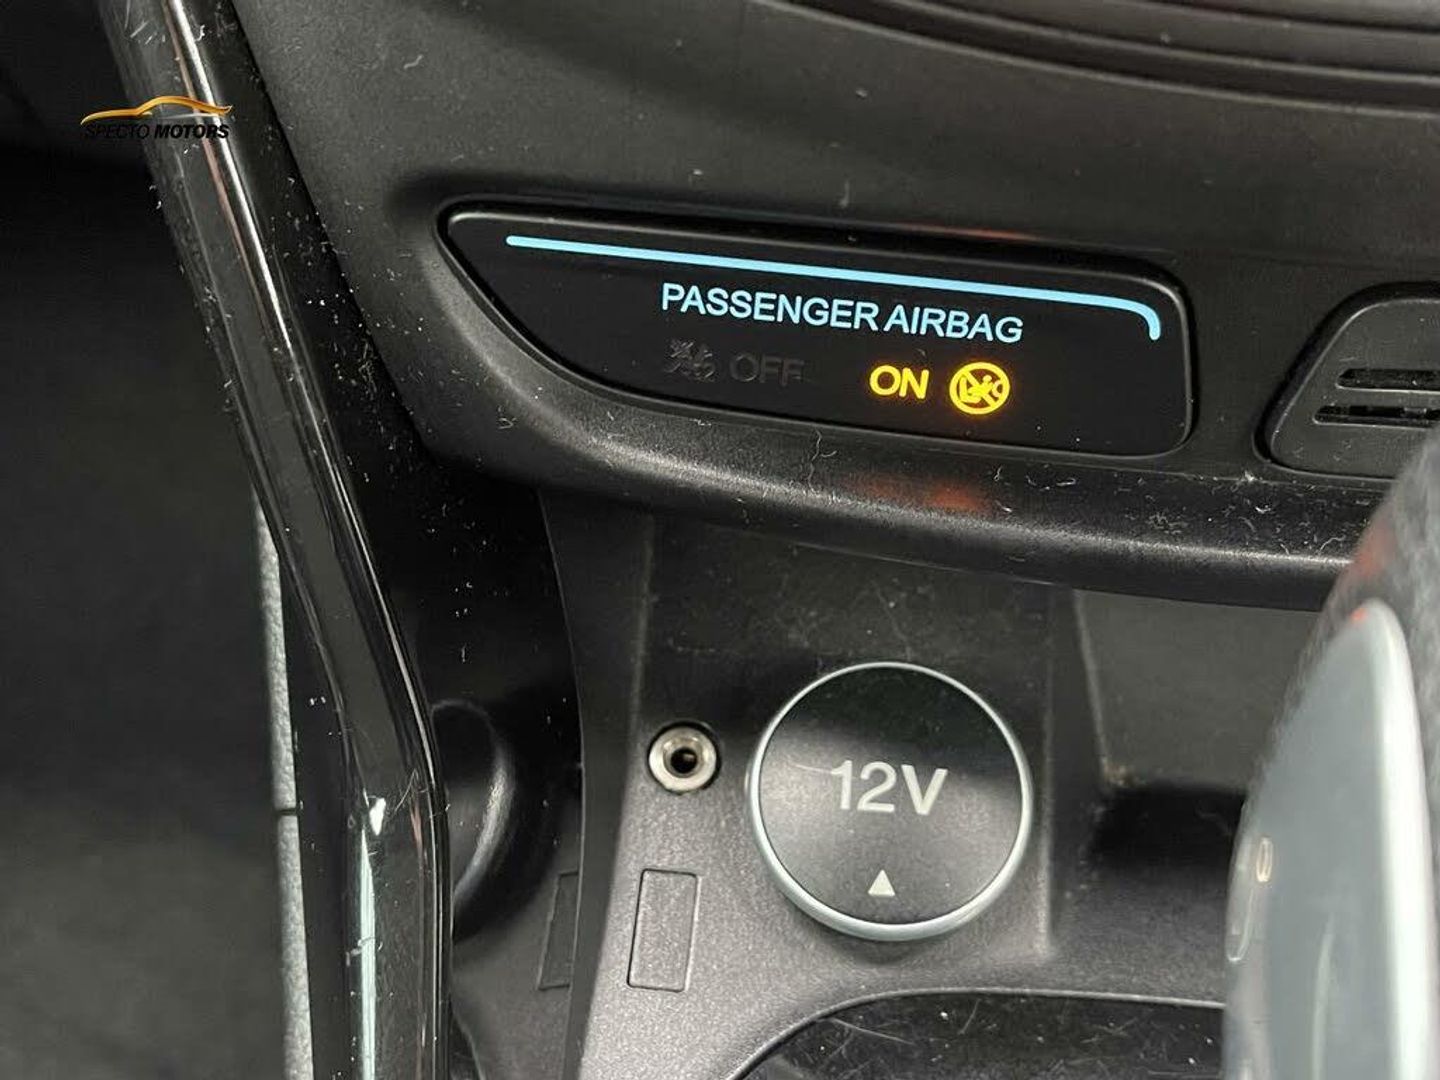 SPECTO MOTORS
PASSENGER AIRBAG
OFF ON
12V